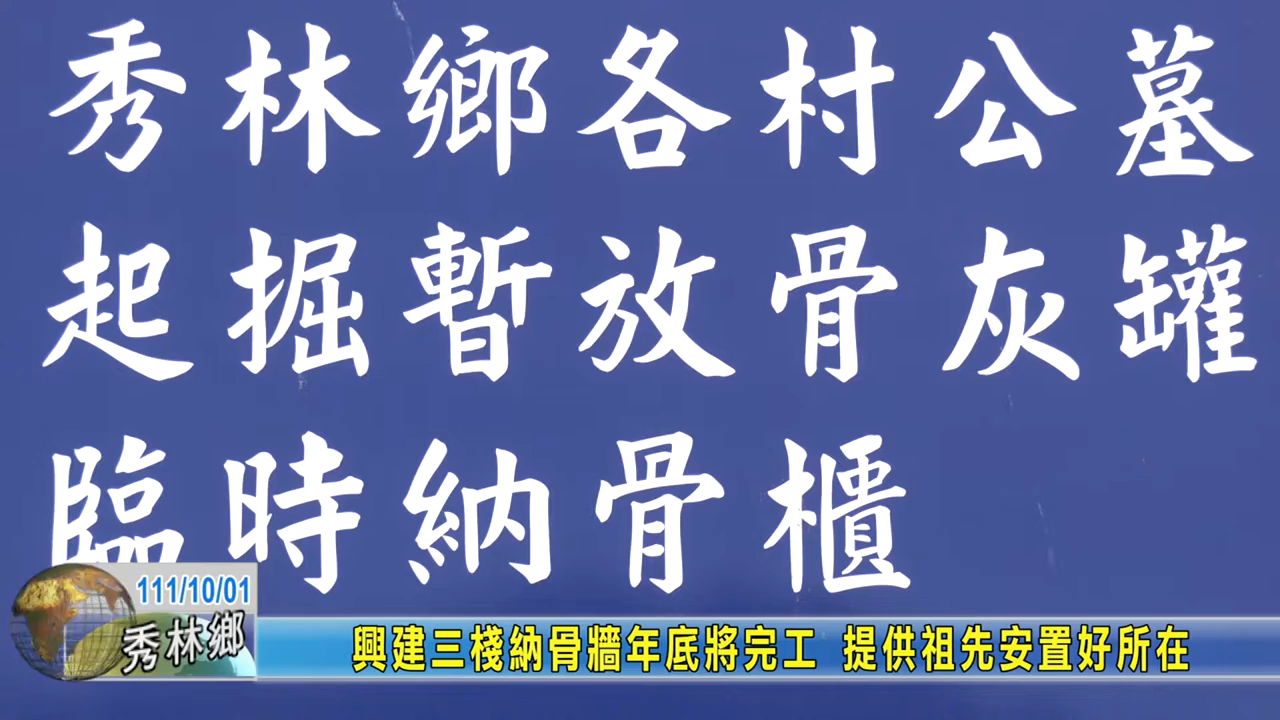 秀林鄉各村公墓
起掘暫放骨灰罐
臨時納骨櫃
111/10/01
秀林鄉
興建三棧納骨牆年底將完工 提供祖先安置好所在